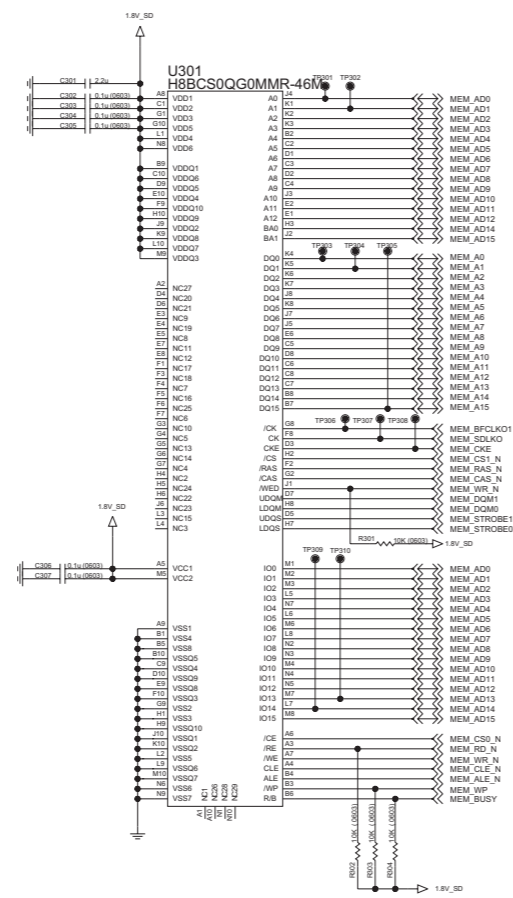 1.8V_SD
U301
H8BCS0QG0MMR-46M
TP301 TP302
C301 2.2u
C302 0.1u (0603)
C303 0.1u (0603)
C304 0.1u (0603)
C305 0.1u (0603)
A8 VDD1
C1 VDD2
G1 VDD3
G10 VDD5
L1 VDD4
N8 VDD6
B9 VDDQ1
C10 VDDQ6
D9 VDDQ5
E10 VDDQ4
F9 VDDQ10
H10 VDDQ9
J9 VDDQ2
K9 VDDQ8
L10 VDDQ7
M9 VDDQ3
A2 NC27
D4 NC20
D6 NC21
E3 NC9
E4 NC19
E5 NC8
E7 NC11
E8 NC12
F1 NC17
F3 NC18
F4 NC7
F5 NC16
F6 NC25
F7 NC6
G3 NC10
G4 NC5
G5 NC13
G6 NC14
G7 NC4
H4 NC2
H5 NC24
H6 NC22
J6 NC23
L3 NC15
L4 NC3
1.8V_SD
C306 0.1u (0603)
C307 0.1u (0603)
A5 VCC1
M5 VCC2
A9 VSS1
B1 VSS4
B5 VSS8
B10 VSSQ5
C9 VSSQ4
D10 VSSQ9
E9 VSSQ8
F10 VSSQ3
G9 VSS2
H1 VSS3
H9 VSSQ10
J10 VSSQ1
K10 VSSQ2
L2 VSS5
L9 VSSQ6
M10 VSSQ7
N6 VSS6
N9 VSS7
NC1 NC26 NC28 NC29
A1 A10 N1 N10
A0 J4 MEM_AD0
A1 K1 MEM_AD1
A2 K2 MEM_AD2
A3 K3 MEM_AD3
A4 B2 MEM_AD4
A5 C2 MEM_AD5
A6 D1 MEM_AD6
A7 C3 MEM_AD7
A8 D2 MEM_AD8
A9 C4 MEM_AD9
A10 J3 MEM_AD10
A11 E2 MEM_AD11
A12 E1 MEM_AD12
BA0 H3 MEM_AD14
BA1 J2 MEM_AD15
TP303 TP304 TP305
DQ0 K4 MEM_A0
DQ1 K5 MEM_A1
DQ2 K6 MEM_A2
DQ3 K7 MEM_A3
DQ4 J8 MEM_A4
DQ5 K8 MEM_A5
DQ6 J7 MEM_A6
DQ7 J5 MEM_A7
DQ8 E6 MEM_A8
DQ9 C5 MEM_A9
DQ10 D8 MEM_A10
DQ11 C6 MEM_A11
DQ12 C8 MEM_A12
DQ13 C7 MEM_A13
DQ14 B8 MEM_A14
DQ15 B7 MEM_A15
TP306 TP307 TP308
/CK G8 MEM_BFCLKO1
CK F8 MEM_SDLKO
CKE D3 MEM_CKE
/CS H2 MEM_CS1_N
/RAS F2 MEM_RAS_N
/CAS G2 MEM_CAS_N
/WED J1 MEM_WR_N
UDQM D7 MEM_DQM1
LDQM H8 MEM_DQM0
UDQS D5 MEM_STROBE1
LDQS H7 MEM_STROBE0
R301 10K (0603) 1.8V_SD
TP309 TP310
IO0 M1 MEM_AD0
IO1 M2 MEM_AD1
IO2 M3 MEM_AD2
IO3 L5 MEM_AD3
IO4 N7 MEM_AD4
IO5 L6 MEM_AD5
IO6 M6 MEM_AD6
IO7 L8 MEM_AD7
IO8 N2 MEM_AD8
IO9 N3 MEM_AD9
IO10 M4 MEM_AD10
IO11 N4 MEM_AD11
IO12 N5 MEM_AD12
IO13 M7 MEM_AD13
IO14 L7 MEM_AD14
IO15 M8 MEM_AD15
/CE A6 MEM_CS0_N
/RE A3 MEM_RD_N
/WE A7 MEM_WR_N
CLE A4 MEM_CLE_N
ALE B4 MEM_ALE_N
/WP B3 MEM_WP
R/B B6 MEM_BUSY
R302 10K (0603)
R303 10K (0603)
R304 10K (0603)
1.8V_SD